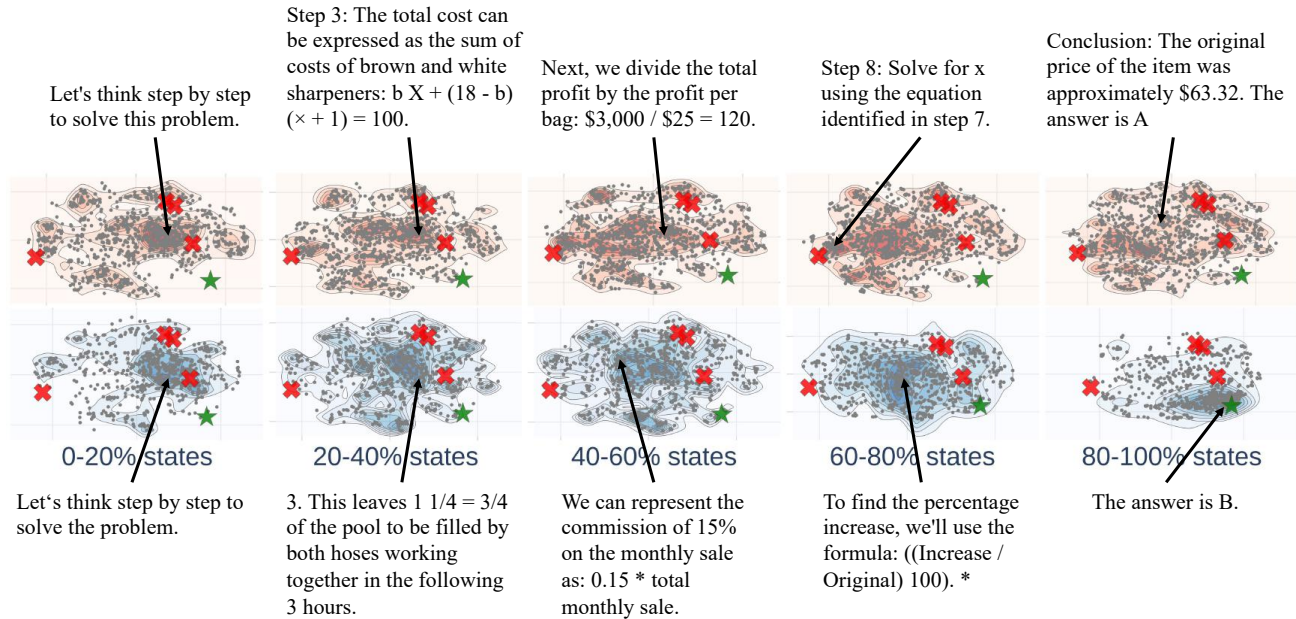 Let's think step by step
to solve this problem.
Step 3: The total cost can
be expressed as the sum of
costs of brown and white
sharpeners: b X + (18 - b)
(× + 1) = 100.
Next, we divide the total
profit by the profit per
bag: $3,000 / $25 = 120.
Step 8: Solve for x
using the equation
identified in step 7.
Conclusion: The original
price of the item was
approximately $63.32. The
answer is A
0-20% states
20-40% states
40-60% states
60-80% states
80-100% states
Let‘s think step by step to
solve the problem.
3. This leaves 1 1/4 = 3/4
of the pool to be filled by
both hoses working
together in the following
3 hours.
We can represent the
commission of 15%
on the monthly sale
as: 0.15 * total
monthly sale.
To find the percentage
increase, we'll use the
formula: ((Increase /
Original) 100). *
The answer is B.